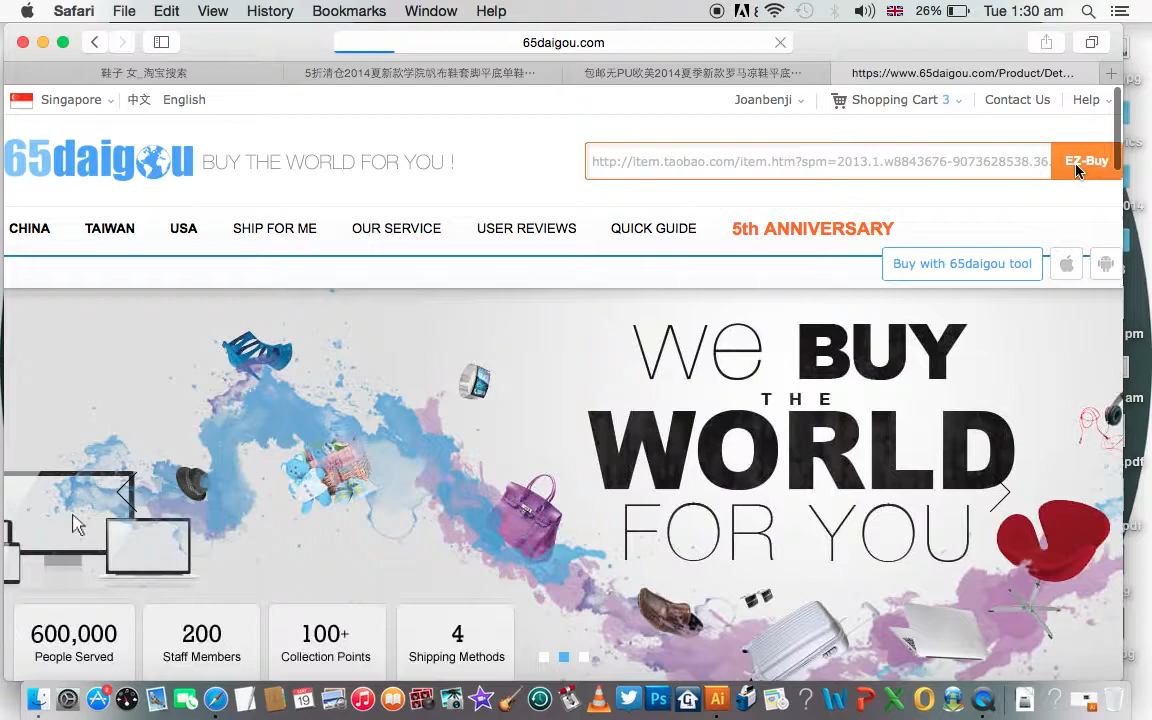 Safari File Edit View History Bookmarks Window Help 26% Tue 1:30 am
65daigou.com
鞋子 女_淘宝搜索 5折清仓2014夏新款学院帆布鞋套脚平底单鞋… 包邮无PU欧美2014夏季新款罗马凉鞋平底… https://www.65daigou.com/Product/Det...
Singapore 中文 English Joanbenji Shopping Cart 3 Contact Us Help
65daigou BUY THE WORLD FOR YOU ! http://item.taobao.com/item.htm?spm=2013.1.w8843676-9073628538.36. EZ-Buy
CHINA TAIWAN USA SHIP FOR ME OUR SERVICE USER REVIEWS QUICK GUIDE 5th ANNIVERSARY
Buy with 65daigou tool
We BUY
THE
WORLD
FOR YOU
600,000 200 100+ 4
People Served Staff Members Collection Points Shipping Methods